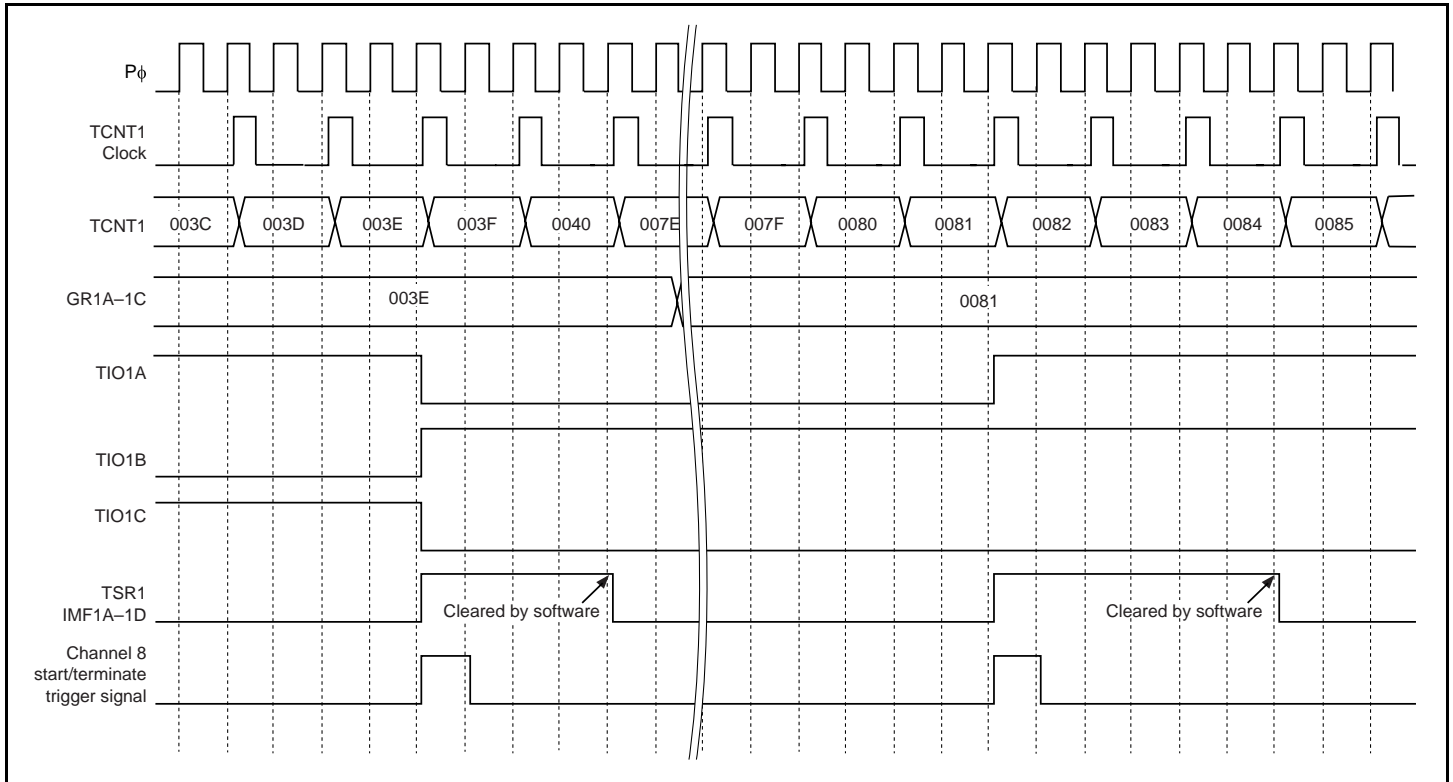 Pϕ
TCNT1
Clock
TCNT1 003C 003D 003E 003F 0040 007E 007F 0080 0081 0082 0083 0084 0085
GR1A–1C 003E 0081
TIO1A
TIO1B
TIO1C
TSR1
IMF1A–1D
Cleared by software Cleared by software
Channel 8
start/terminate
trigger signal